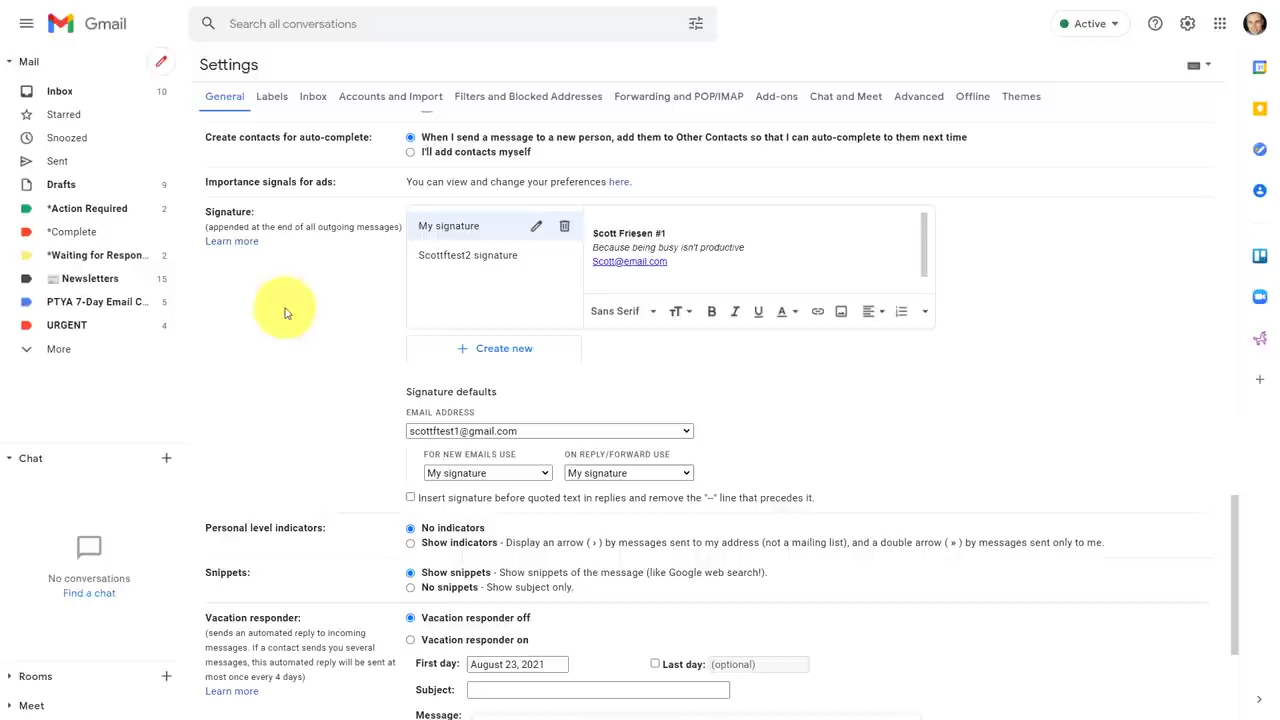 Gmail
Search all conversations
Active
Mail
Inbox 10
Starred
Snoozed
Sent
Drafts 9
*Action Required 2
*Complete
*Waiting for Respon... 2
Newsletters 15
PTYA 7-Day Email C... 5
URGENT 4
More
Chat
No conversations
Find a chat
Rooms
Meet
Settings
General Labels Inbox Accounts and Import Filters and Blocked Addresses Forwarding and POP/IMAP Add-ons Chat and Meet Advanced Offline Themes
Create contacts for auto-complete:
When I send a message to a new person, add them to Other Contacts so that I can auto-complete to them next time
I'll add contacts myself
Importance signals for ads:
You can view and change your preferences here.
Signature:
(appended at the end of all outgoing messages)
Learn more
My signature
Scottftest2 signature
Scott Friesen #1
Because being busy isn't productive
Scott@email.com
Sans Serif
Create new
Signature defaults
EMAIL ADDRESS
scottftest1@gmail.com
FOR NEW EMAILS USE ON REPLY/FORWARD USE
My signature My signature
Insert signature before quoted text in replies and remove the "--" line that precedes it.
Personal level indicators:
No indicators
Show indicators - Display an arrow ( › ) by messages sent to my address (not a mailing list), and a double arrow ( » ) by messages sent only to me.
Snippets:
Show snippets - Show snippets of the message (like Google web search!).
No snippets - Show subject only.
Vacation responder:
(sends an automated reply to incoming
messages. If a contact sends you several
messages, this automated reply will be sent at
most once every 4 days)
Learn more
Vacation responder off
Vacation responder on
First day: August 23, 2021 Last day: (optional)
Subject:
Message: